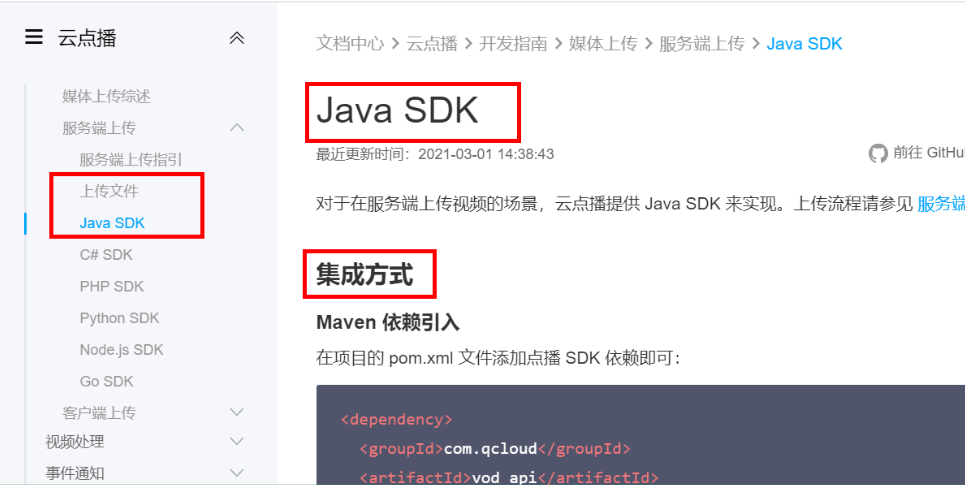 云点播
媒体上传综述
服务端上传
服务端上传指引
上传文件
Java SDK
C# SDK
PHP SDK
Python SDK
Node.js SDK
Go SDK
客户端上传
视频处理
事件通知
文档中心 > 云点播 > 开发指南 > 媒体上传 > 服务端上传 > Java SDK
Java SDK
最近更新时间：2021-03-01 14:38:43
前往 GitHu
对于在服务端上传视频的场景，云点播提供 Java SDK 来实现。上传流程请参见 服务端
集成方式
Maven 依赖引入
在项目的 pom.xml 文件添加点播 SDK 依赖即可：
<dependency>
<groupId>com.qcloud</groupId>
<artifactId>vod_api</artifactId>